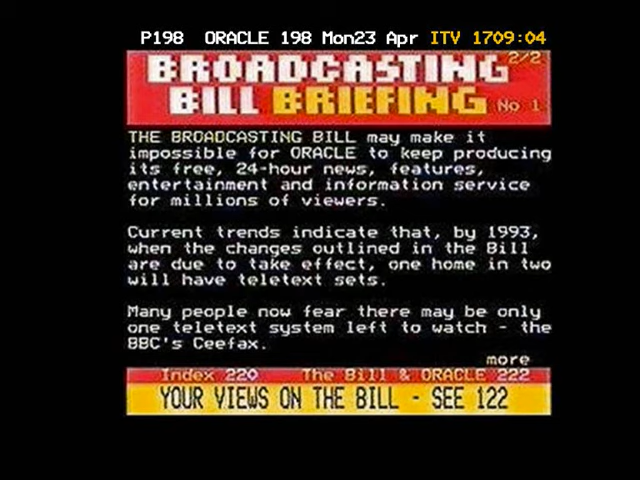 P198 ORACLE 198 Mon23 Apr ITV 1709:04
2/2
BROADCASTING
BILL BRIEFING No 1
THE BROADCASTING BILL may make it
impossible for ORACLE to keep producing
its free, 24-hour news, features,
entertainment and information service
for millions of viewers.
Current trends indicate that, by 1993,
when the changes outlined in the Bill
are due to take effect, one home in two
will have teletext sets.
Many people now fear there may be only
one teletext system left to watch - the
BBC's Ceefax.
more
Index 220 The Bill & ORACLE 222
YOUR VIEWS ON THE BILL - SEE 122